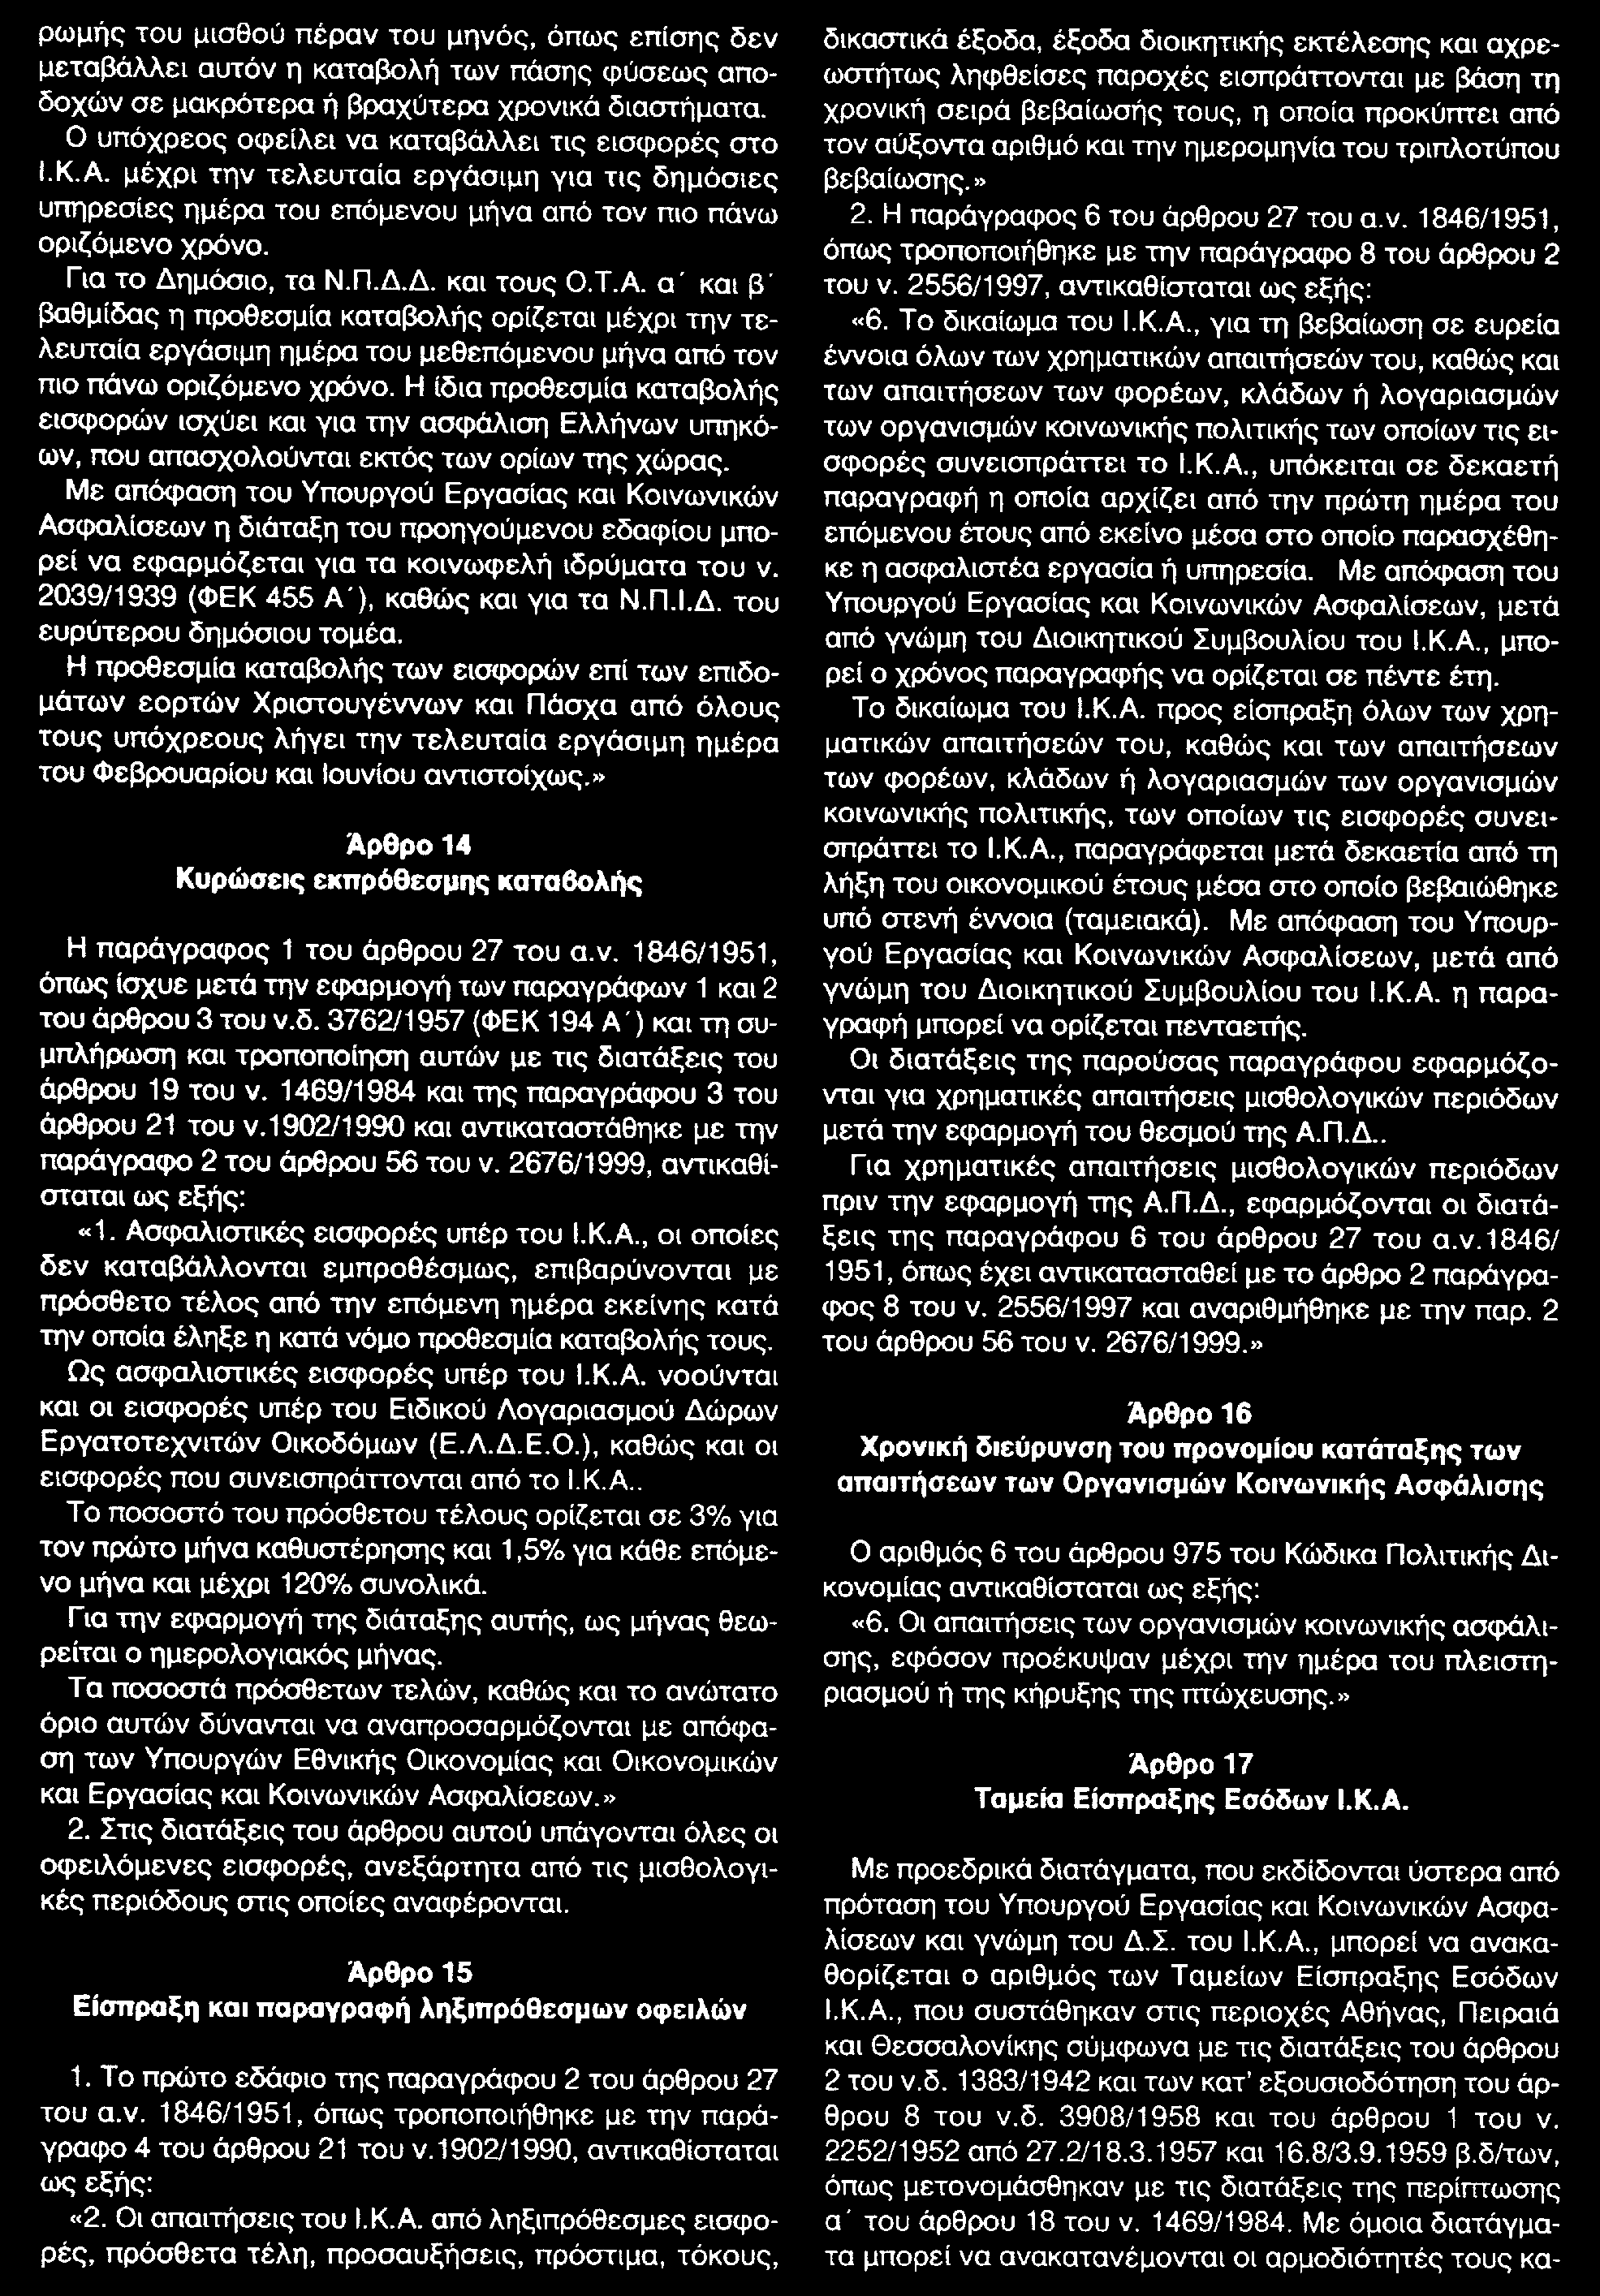 ρωμής του μισθού πέραν του μηνός, όπως επίσης δεν
μεταβάλλει αυτόν η καταβολή των πάσης φύσεως απο-
δοχών σε μακρότερα ή βραχύτερα χρονικά διαστήματα.
Ο υπόχρεος οφείλει να καταβάλλει τις εισφορές στο
Ι.Κ.Α. μέχρι την τελευταία εργάσιμη για τις δημόσιες
υπηρεσίες ημέρα του επόμενου μήνα από τον πιο πάνω
οριζόμενο χρόνο.
Για το Δημόσιο, τα Ν.Π.Δ.Δ. και τους Ο.Τ.Α. α΄ και β΄
βαθμίδας η προθεσμία καταβολής ορίζεται μέχρι την τε-
λευταία εργάσιμη ημέρα του μεθεπόμενου μήνα από τον
πιο πάνω οριζόμενο χρόνο. Η ίδια προθεσμία καταβολής
εισφορών ισχύει και για την ασφάλιση Ελλήνων υπηκό-
ων, που απασχολούνται εκτός των ορίων της χώρας.
Με απόφαση του Υπουργού Εργασίας και Κοινωνικών
Ασφαλίσεων η διάταξη του προηγούμενου εδαφίου μπο-
ρεί να εφαρμόζεται για τα κοινωφελή ιδρύματα του ν.
2039/1939 (ΦΕΚ 455 Α΄), καθώς και για τα Ν.Π.Ι.Δ. του
ευρύτερου δημόσιου τομέα.
Η προθεσμία καταβολής των εισφορών επί των επιδο-
μάτων εορτών Χριστουγέννων και Πάσχα από όλους
τους υπόχρεους λήγει την τελευταία εργάσιμη ημέρα
του Φεβρουαρίου και Ιουνίου αντιστοίχως.»
Άρθρο 14
Κυρώσεις εκπρόθεσμης καταβολής
Η παράγραφος 1 του άρθρου 27 του α.ν. 1846/1951,
όπως ίσχυε μετά την εφαρμογή των παραγράφων 1 και 2
του άρθρου 3 του ν.δ. 3762/1957 (ΦΕΚ 194 Α΄) και τη συ-
μπλήρωση και τροποποίηση αυτών με τις διατάξεις του
άρθρου 19 του ν. 1469/1984 και της παραγράφου 3 του
άρθρου 21 του ν.1902/1990 και αντικαταστάθηκε με την
παράγραφο 2 του άρθρου 56 του ν. 2676/1999, αντικαθί-
σταται ως εξής:
«1. Ασφαλιστικές εισφορές υπέρ του Ι.Κ.Α., οι οποίες
δεν καταβάλλονται εμπροθέσμως, επιβαρύνονται με
πρόσθετο τέλος από την επόμενη ημέρα εκείνης κατά
την οποία έληξε η κατά νόμο προθεσμία καταβολής τους.
Ως ασφαλιστικές εισφορές υπέρ του Ι.Κ.Α. νοούνται
και οι εισφορές υπέρ του Ειδικού Λογαριασμού Δώρων
Εργατοτεχνιτών Οικοδόμων (Ε.Λ.Δ.Ε.Ο.), καθώς και οι
εισφορές που συνεισπράττονται από το Ι.Κ.Α..
Το ποσοστό του πρόσθετου τέλους ορίζεται σε 3% για
τον πρώτο μήνα καθυστέρησης και 1,5% για κάθε επόμε-
νο μήνα και μέχρι 120% συνολικά.
Για την εφαρμογή της διάταξης αυτής, ως μήνας θεω-
ρείται ο ημερολογιακός μήνας.
Τα ποσοστά πρόσθετων τελών, καθώς και το ανώτατο
όριο αυτών δύνανται να αναπροσαρμόζονται με απόφα-
ση των Υπουργών Εθνικής Οικονομίας και Οικονομικών
και Εργασίας και Κοινωνικών Ασφαλίσεων.»
2. Στις διατάξεις του άρθρου αυτού υπάγονται όλες οι
οφειλόμενες εισφορές, ανεξάρτητα από τις μισθολογι-
κές περιόδους στις οποίες αναφέρονται.
Άρθρο 15
Είσπραξη και παραγραφή ληξιπρόθεσμων οφειλών
1. Το πρώτο εδάφιο της παραγράφου 2 του άρθρου 27
του α.ν. 1846/1951, όπως τροποποιήθηκε με την παρά-
γραφο 4 του άρθρου 21 του ν.1902/1990, αντικαθίσταται
ως εξής:
«2. Οι απαιτήσεις του Ι.Κ.Α. από ληξιπρόθεσμες εισφο-
ρές, πρόσθετα τέλη, προσαυξήσεις, πρόστιμα, τόκους,
δικαστικά έξοδα, έξοδα διοικητικής εκτέλεσης και αχρε-
ωστήτως ληφθείσες παροχές εισπράττονται με βάση τη
χρονική σειρά βεβαίωσής τους, η οποία προκύπτει από
τον αύξοντα αριθμό και την ημερομηνία του τριπλοτύπου
βεβαίωσης.»
2. Η παράγραφος 6 του άρθρου 27 του α.ν. 1846/1951,
όπως τροποποιήθηκε με την παράγραφο 8 του άρθρου 2
του ν. 2556/1997, αντικαθίσταται ως εξής:
«6. Το δικαίωμα του Ι.Κ.Α., για τη βεβαίωση σε ευρεία
έννοια όλων των χρηματικών απαιτήσεών του, καθώς και
των απαιτήσεων των φορέων, κλάδων ή λογαριασμών
των οργανισμών κοινωνικής πολιτικής των οποίων τις ει-
σφορές συνεισπράττει το Ι.Κ.Α., υπόκειται σε δεκαετή
παραγραφή η οποία αρχίζει από την πρώτη ημέρα του
επόμενου έτους από εκείνο μέσα στο οποίο παρασχέθη-
κε η ασφαλιστέα εργασία ή υπηρεσία. Με απόφαση του
Υπουργού Εργασίας και Κοινωνικών Ασφαλίσεων, μετά
από γνώμη του Διοικητικού Συμβουλίου του Ι.Κ.Α., μπο-
ρεί ο χρόνος παραγραφής να ορίζεται σε πέντε έτη.
Το δικαίωμα του Ι.Κ.Α. προς είσπραξη όλων των χρη-
ματικών απαιτήσεών του, καθώς και των απαιτήσεων
των φορέων, κλάδων ή λογαριασμών των οργανισμών
κοινωνικής πολιτικής, των οποίων τις εισφορές συνει-
σπράττει το Ι.Κ.Α., παραγράφεται μετά δεκαετία από τη
λήξη του οικονομικού έτους μέσα στο οποίο βεβαιώθηκε
υπό στενή έννοια (ταμειακά). Με απόφαση του Υπουρ-
γού Εργασίας και Κοινωνικών Ασφαλίσεων, μετά από
γνώμη του Διοικητικού Συμβουλίου του Ι.Κ.Α. η παρα-
γραφή μπορεί να ορίζεται πενταετής.
Οι διατάξεις της παρούσας παραγράφου εφαρμόζο-
νται για χρηματικές απαιτήσεις μισθολογικών περιόδων
μετά την εφαρμογή του θεσμού της Α.Π.Δ..
Για χρηματικές απαιτήσεις μισθολογικών περιόδων
πριν την εφαρμογή της Α.Π.Δ., εφαρμόζονται οι διατά-
ξεις της παραγράφου 6 του άρθρου 27 του α.ν.1846/
1951, όπως έχει αντικατασταθεί με το άρθρο 2 παράγρα-
φος 8 του ν. 2556/1997 και αναριθμήθηκε με την παρ. 2
του άρθρου 56 του ν. 2676/1999.»
Άρθρο 16
Χρονική διεύρυνση του προνομίου κατάταξης των
απαιτήσεων των Οργανισμών Κοινωνικής Ασφάλισης
Ο αριθμός 6 του άρθρου 975 του Κώδικα Πολιτικής Δι-
κονομίας αντικαθίσταται ως εξής:
«6. Οι απαιτήσεις των οργανισμών κοινωνικής ασφάλι-
σης, εφόσον προέκυψαν μέχρι την ημέρα του πλειστη-
ριασμού ή της κήρυξης της πτώχευσης.»
Άρθρο 17
Ταμεία Είσπραξης Εσόδων Ι.Κ.Α.
Με προεδρικά διατάγματα, που εκδίδονται ύστερα από
πρόταση του Υπουργού Εργασίας και Κοινωνικών Ασφα-
λίσεων και γνώμη του Δ.Σ. του Ι.Κ.Α., μπορεί να ανακα-
θορίζεται ο αριθμός των Ταμείων Είσπραξης Εσόδων
Ι.Κ.Α., που συστάθηκαν στις περιοχές Αθήνας, Πειραιά
και Θεσσαλονίκης σύμφωνα με τις διατάξεις του άρθρου
2 του ν.δ. 1383/1942 και των κατ' εξουσιοδότηση του άρ-
θρου 8 του ν.δ. 3908/1958 και του άρθρου 1 του ν.
2252/1952 από 27.2/18.3.1957 και 16.8/3.9.1959 β.δ/των,
όπως μετονομάσθηκαν με τις διατάξεις της περίπτωσης
α΄ του άρθρου 18 του ν. 1469/1984. Με όμοια διατάγμα-
τα μπορεί να ανακατανέμονται οι αρμοδιότητές τους κα-